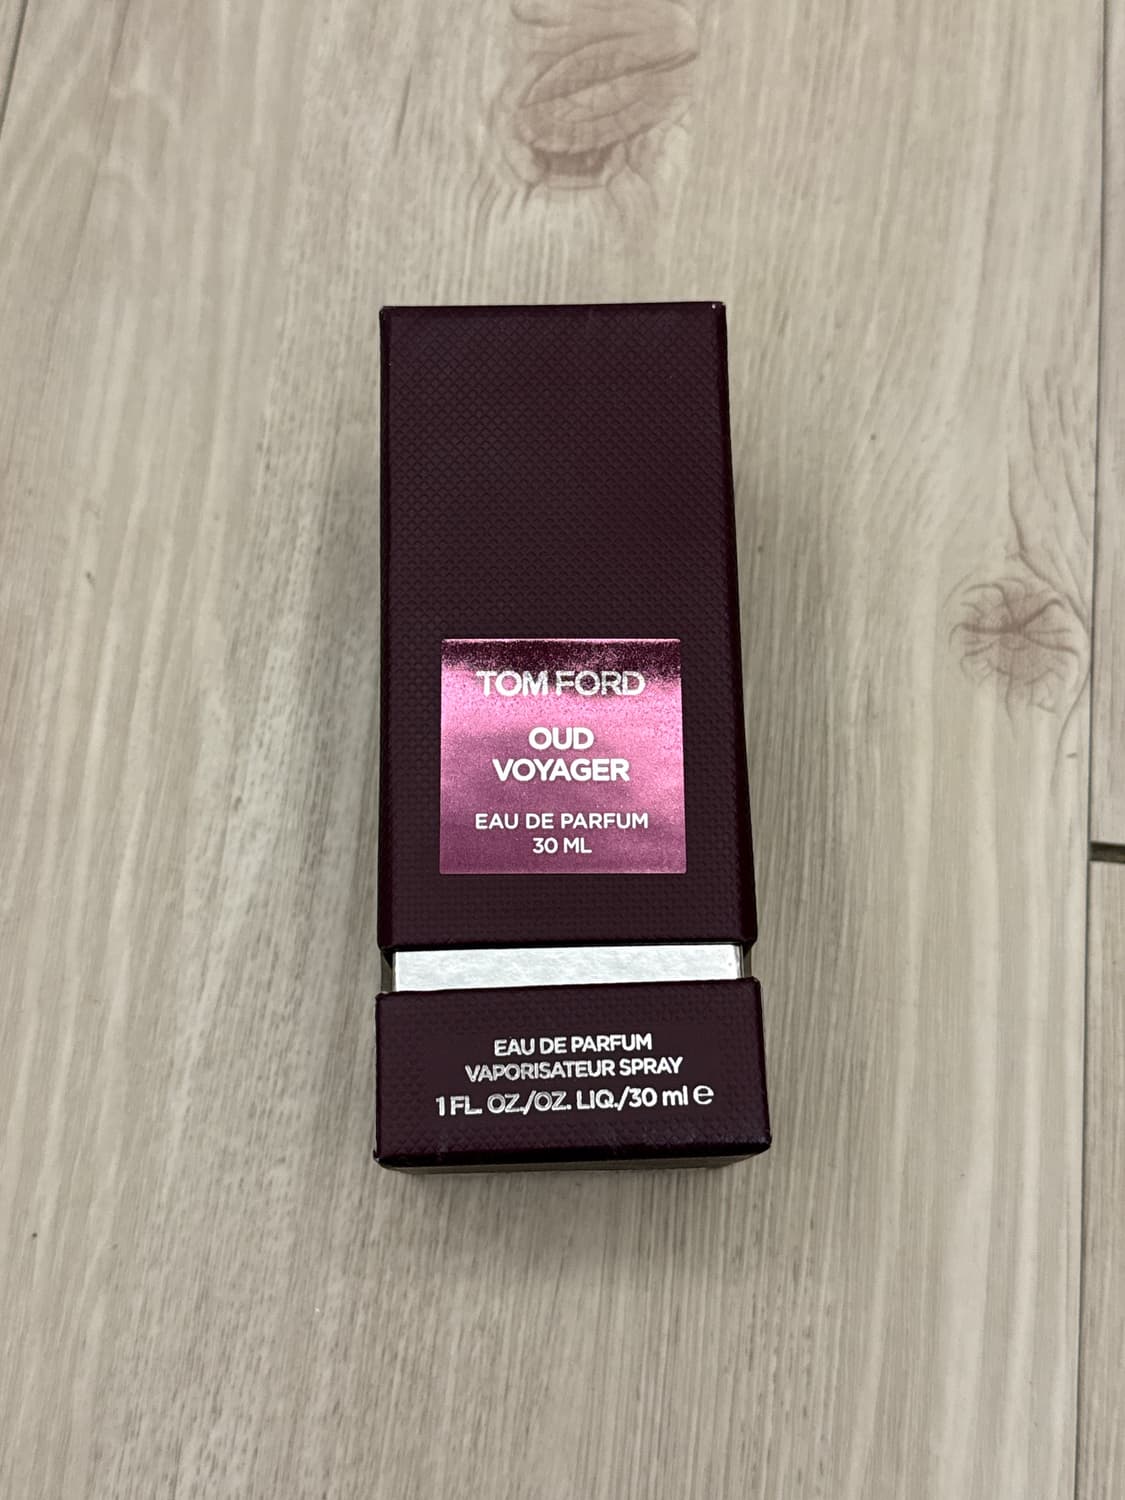 TOM FORD
OUD
VOYAGER
EAU DE PARFUM
30 ML
EAU DE PARFUM
VAPORISATEUR SPRAY
1 FL. OZ./OZ. LIQ./30 ml ℮